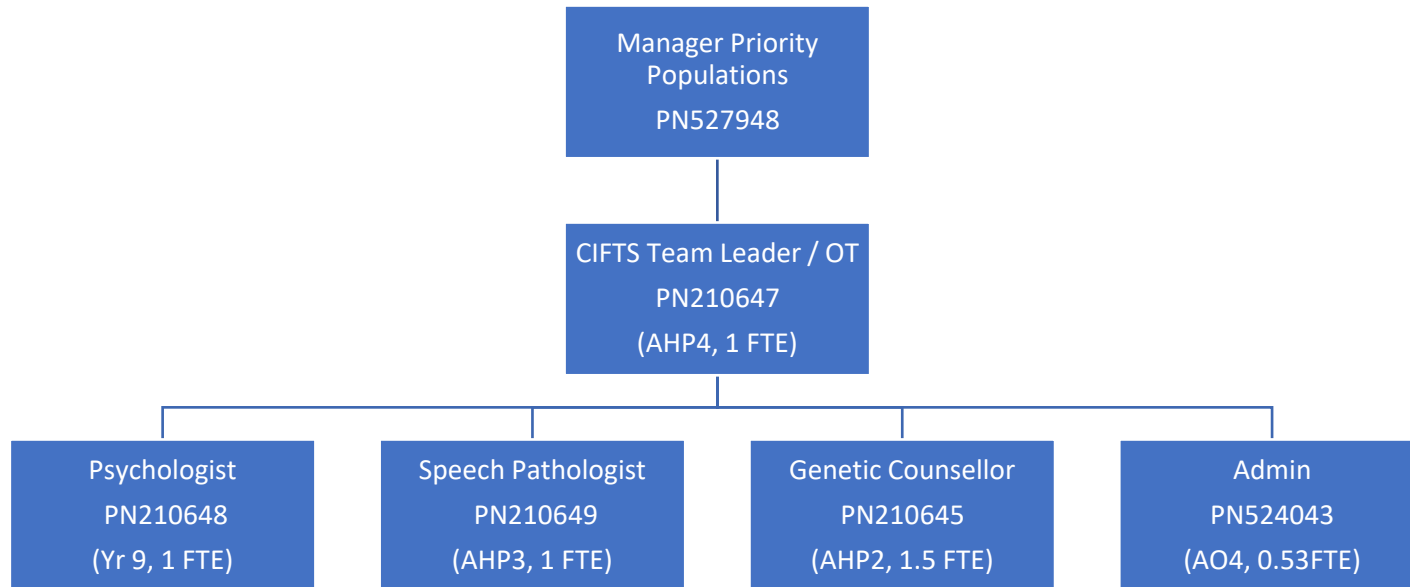 Manager Priority
Populations
PN527948
CIFTS Team Leader / OT
PN210647
(AHP4, 1 FTE)
Psychologist
PN210648
(Yr 9, 1 FTE)
Speech Pathologist
PN210649
(AHP3, 1 FTE)
Genetic Counsellor
PN210645
(AHP2, 1.5 FTE)
Admin
PN524043
(AO4, 0.53FTE)